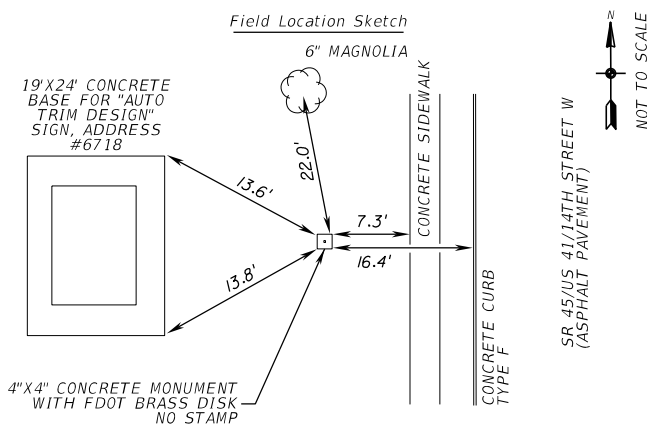 Field Location Sketch
N
NOT TO SCALE
6" MAGNOLIA
19'X24' CONCRETE
BASE FOR "AUTO
TRIM DESIGN"
SIGN, ADDRESS
#6718
CONCRETE SIDEWALK
22.0'
13.6'
7.3'
16.4'
13.8'
SR 45/US 41/14TH STREET W
(ASPHALT PAVEMENT)
CONCRETE CURB
TYPE F
4"X4" CONCRETE MONUMENT
WITH FDOT BRASS DISK
NO STAMP